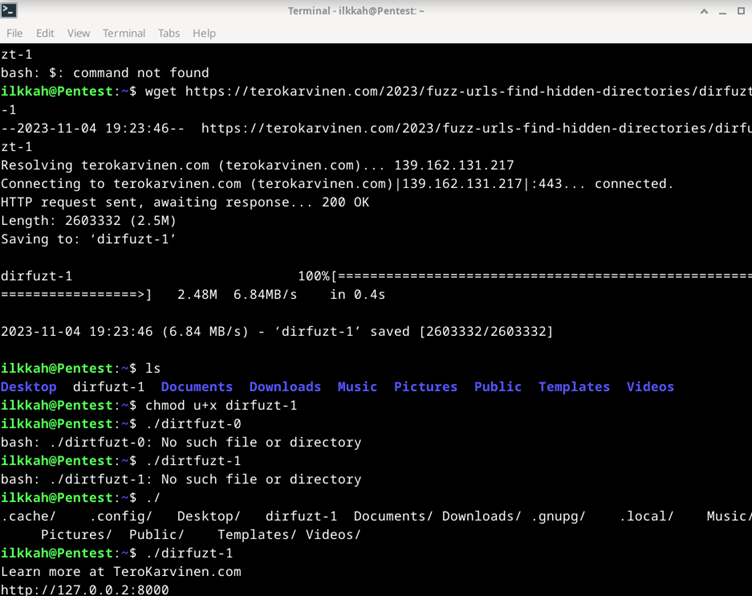 Terminal - ilkkah@Pentest: ~
File Edit View Terminal Tabs Help
zt-1
bash: $: command not found
ilkkah@Pentest:~$ wget https://terokarvinen.com/2023/fuzz-urls-find-hidden-directories/dirfuzt
-1
--2023-11-04 19:23:46--  https://terokarvinen.com/2023/fuzz-urls-find-hidden-directories/dirfu
zt-1
Resolving terokarvinen.com (terokarvinen.com)... 139.162.131.217
Connecting to terokarvinen.com (terokarvinen.com)|139.162.131.217|:443... connected.
HTTP request sent, awaiting response... 200 OK
Length: 2603332 (2.5M)
Saving to: ‘dirfuzt-1’
dirfuzt-1 100%[===================================================
=================>] 2.48M 6.84MB/s in 0.4s
2023-11-04 19:23:46 (6.84 MB/s) - ‘dirfuzt-1’ saved [2603332/2603332]
ilkkah@Pentest:~$ ls
Desktop dirfuzt-1 Documents Downloads Music Pictures Public Templates Videos
ilkkah@Pentest:~$ chmod u+x dirfuzt-1
ilkkah@Pentest:~$ ./dirtfuzt-0
bash: ./dirtfuzt-0: No such file or directory
ilkkah@Pentest:~$ ./dirtfuzt-1
bash: ./dirtfuzt-1: No such file or directory
ilkkah@Pentest:~$ ./
.cache/ .config/ Desktop/ dirfuzt-1 Documents/ Downloads/ .gnupg/ .local/ Music/
Pictures/ Public/ Templates/ Videos/
ilkkah@Pentest:~$ ./dirfuzt-1
Learn more at TeroKarvinen.com
http://127.0.0.2:8000